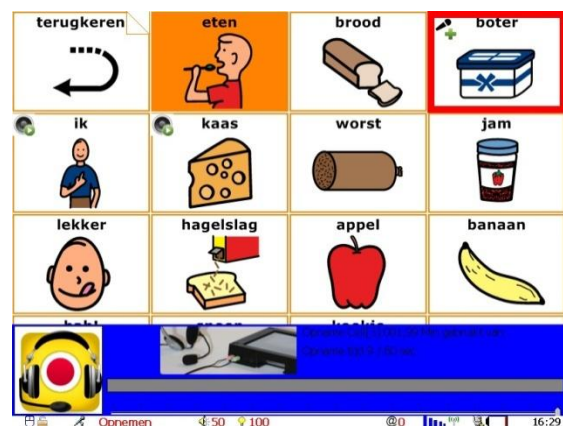 terugkeren eten brood boter
ik kaas worst jam
lekker hagelslag appel banaan
Opnemen 50 100 @0 16:29